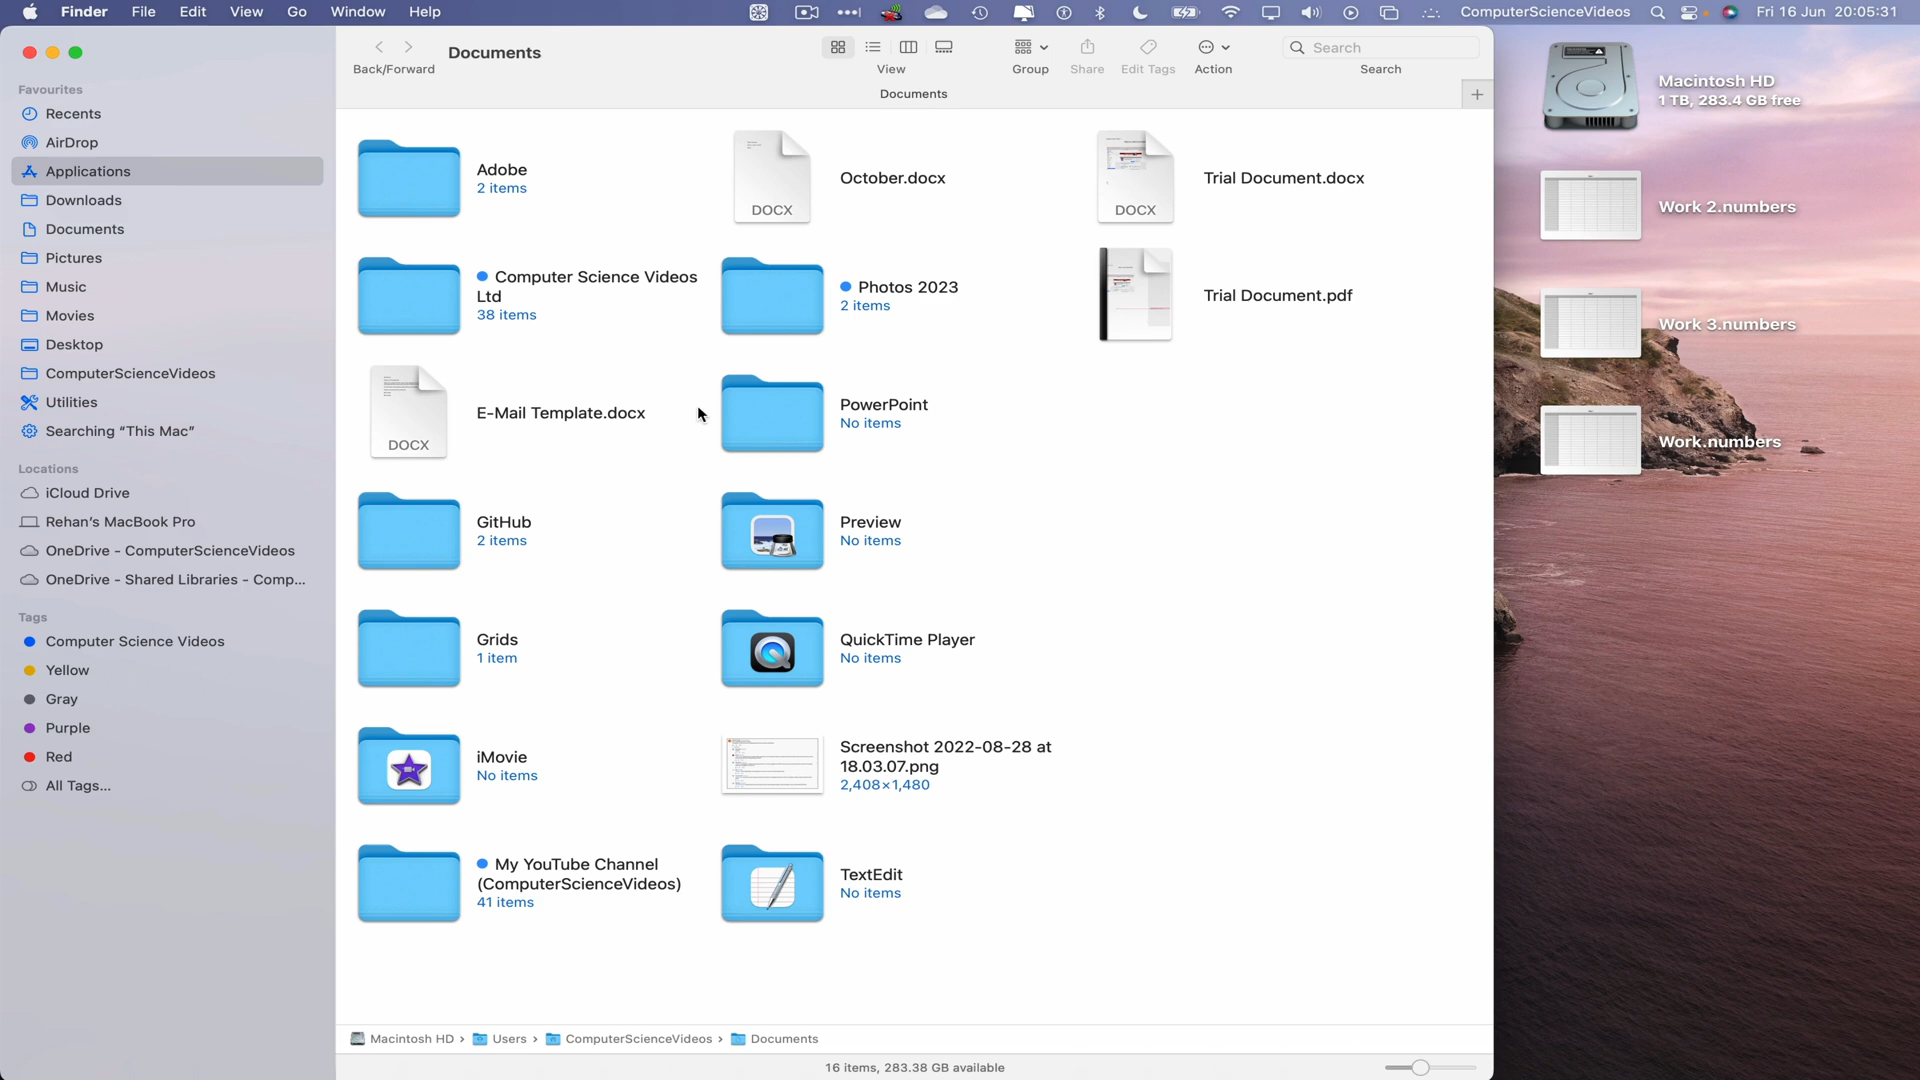 Finder File Edit View Go Window Help ComputerScienceVideos Fri 16 Jun 20:05:31
Back/Forward
Documents
View
Group
Share
Edit Tags
Action
Search
Search
Documents
Favourites
Recents
AirDrop
Applications
Downloads
Documents
Pictures
Music
Movies
Desktop
ComputerScienceVideos
Utilities
Searching “This Mac”
Locations
iCloud Drive
Rehan’s MacBook Pro
OneDrive - ComputerScienceVideos
OneDrive - Shared Libraries - Comp...
Tags
Computer Science Videos
Yellow
Gray
Purple
Red
All Tags...
Adobe
2 items
Computer Science Videos
Ltd
38 items
DOCX
E-Mail Template.docx
GitHub
2 items
Grids
1 item
iMovie
No items
My YouTube Channel
(ComputerScienceVideos)
41 items
DOCX
October.docx
Photos 2023
2 items
PowerPoint
No items
Preview
No items
QuickTime Player
No items
Screenshot 2022-08-28 at
18.03.07.png
2,408×1,480
TextEdit
No items
DOCX
Trial Document.docx
Trial Document.pdf
Macintosh HD › Users › ComputerScienceVideos › Documents
16 items, 283.38 GB available
Macintosh HD
1 TB, 283.4 GB free
Work 2.numbers
Work 3.numbers
Work.numbers